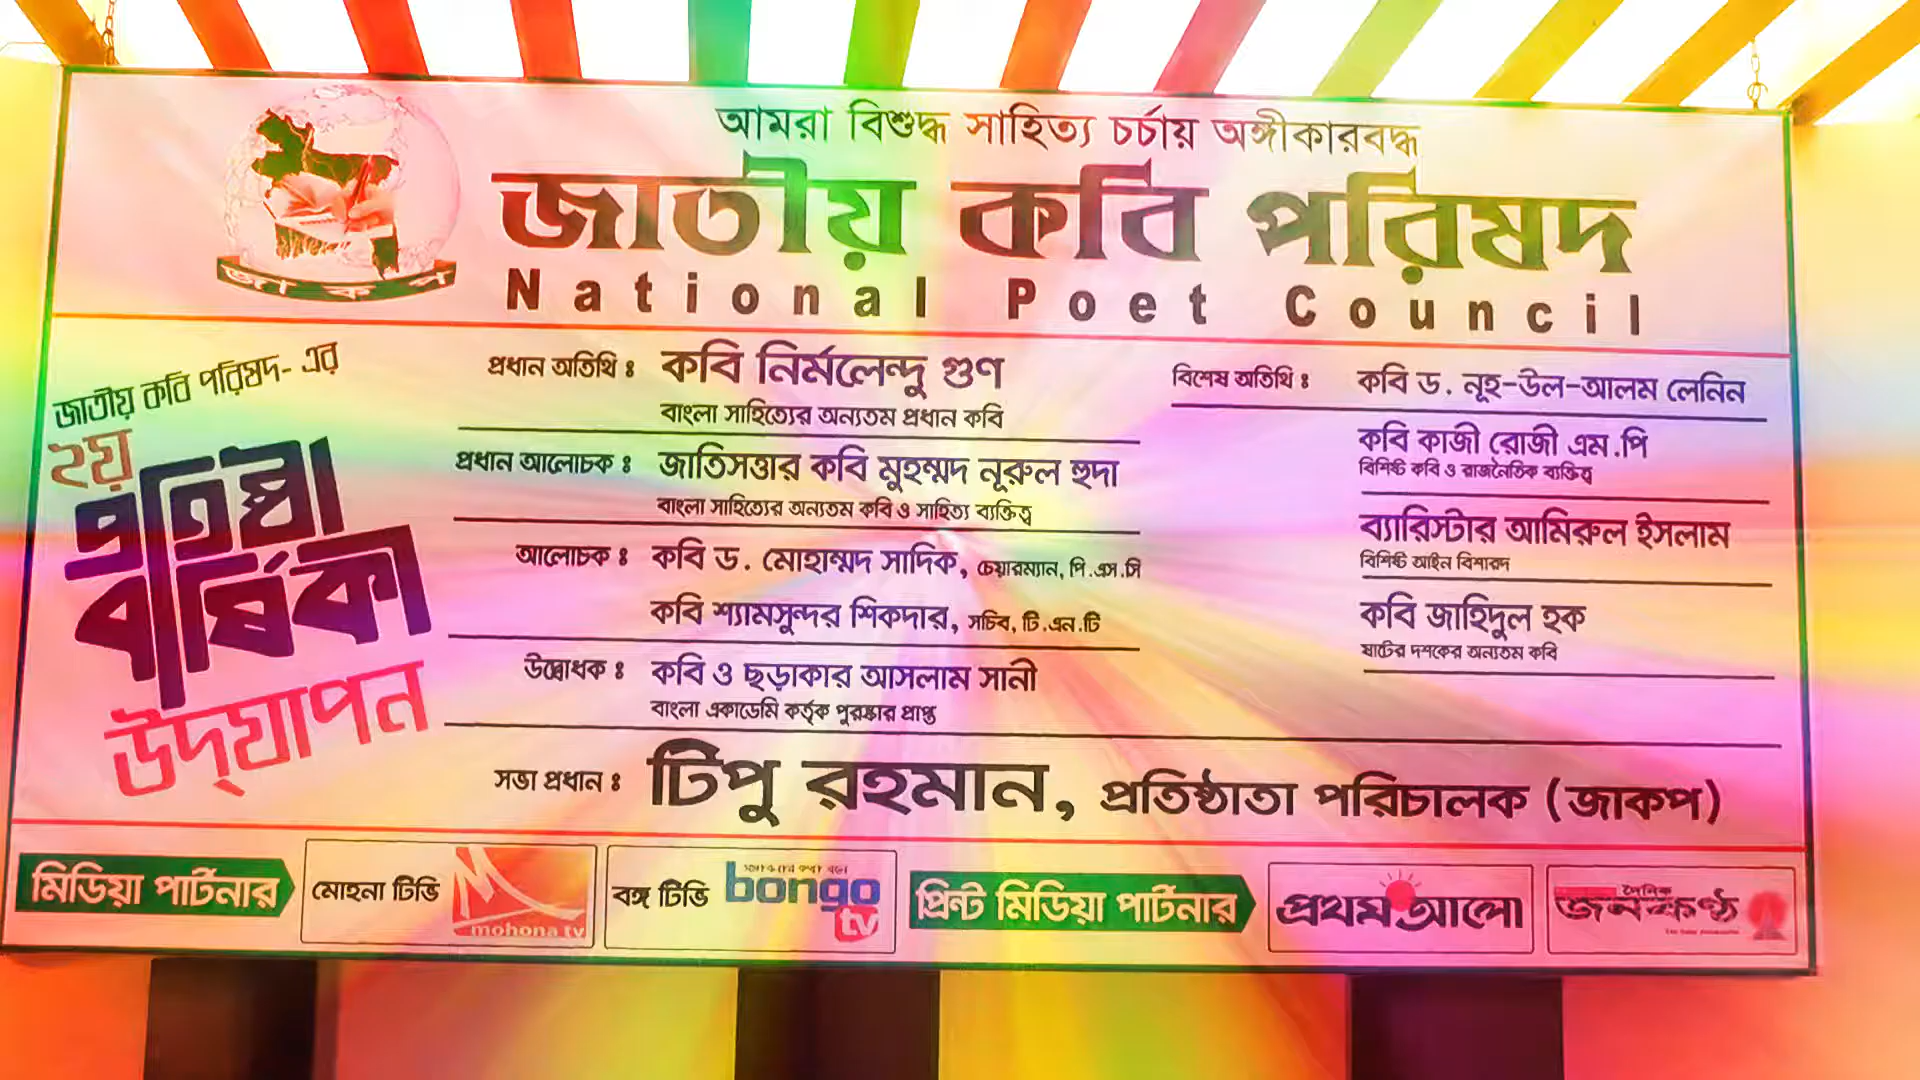 আমরা বিশুদ্ধ সাহিত্য চর্চায় অঙ্গীকারবদ্ধ
জাতীয় কবি পরিষদ
National Poet Council
জা ক প
জাতীয় কবি পরিষদ- এর
২য়
প্রতিষ্ঠা
বার্ষিকী
উদ্‌যাপন
প্রধান অতিথি ঃ কবি নির্মলেন্দু গুণ
বাংলা সাহিত্যের অন্যতম প্রধান কবি
প্রধান আলোচক ঃ জাতিসত্তার কবি মুহম্মদ নূরুল হুদা
বাংলা সাহিত্যের অন্যতম কবি ও সাহিত্য ব্যক্তিত্ব
আলোচক ঃ কবি ড. মোহাম্মদ সাদিক, চেয়ারম্যান, পি.এস.সি
কবি শ্যামসুন্দর শিকদার, সচিব, টি.এন.টি
উদ্বোধক ঃ কবি ও ছড়াকার আসলাম সানী
বাংলা একাডেমি কর্তৃক পুরস্কার প্রাপ্ত
বিশেষ অতিথি ঃ কবি ড. নূহ-উল-আলম লেনিন
কবি কাজী রোজী এম.পি
বিশিষ্ট কবি ও রাজনৈতিক ব্যক্তিত্ব
ব্যারিস্টার আমিরুল ইসলাম
বিশিষ্ট আইন বিশারদ
কবি জাহিদুল হক
ষাটের দশকের অন্যতম কবি
সভা প্রধান ঃ টিপু রহমান, প্রতিষ্ঠাতা পরিচালক (জাকপ)
মিডিয়া পার্টনার
মোহনা টিভি
mohona tv
বঙ্গ টিভি
bongo
tv
প্রিন্ট মিডিয়া পার্টনার
প্রথম আলো
দৈনিক
জনকণ্ঠ